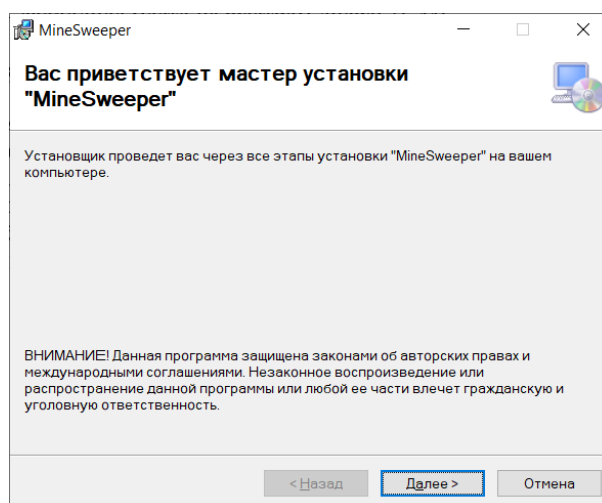 MineSweeper
Вас приветствует мастер установки
"MineSweeper"
Установщик проведет вас через все этапы установки "MineSweeper" на вашем
компьютере.
ВНИМАНИЕ! Данная программа защищена законами об авторских правах и
международными соглашениями. Незаконное воспроизведение или
распространение данной программы или любой ее части влечет гражданскую и
уголовную ответственность.
< Назад Далее > Отмена